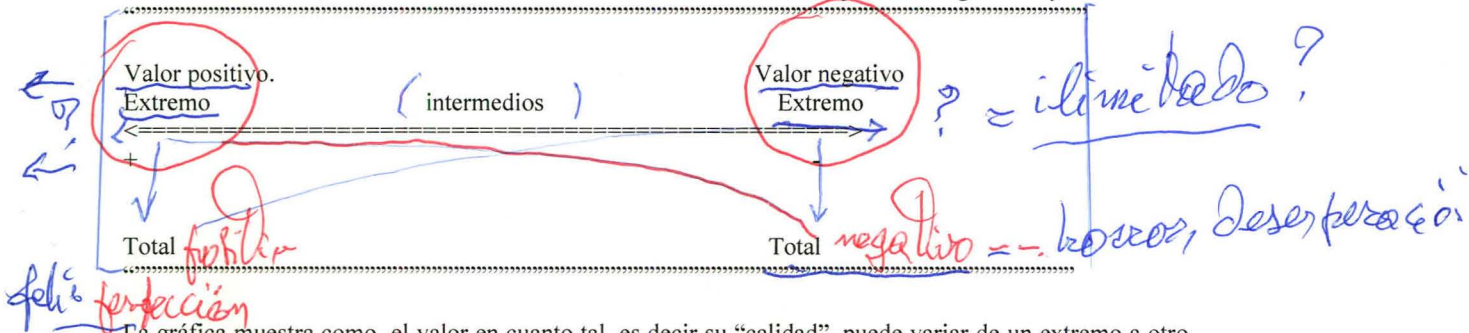 Valor positivo. Valor negativo
Extremo ( intermedios ) Extremo ? = ilimitado?
<==============================================>
+ -
Total positivo Total negativo = - horror, desesperación
perfección
La gráfica muestra como, el valor en cuanto tal, es decir su “calidad”, puede variar de un extremo a otro